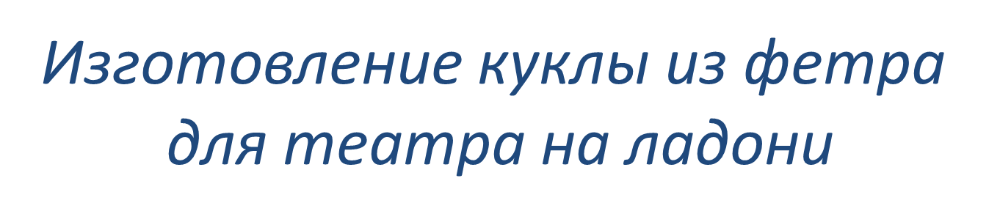 Изготовление куклы из фетра
для театра на ладони